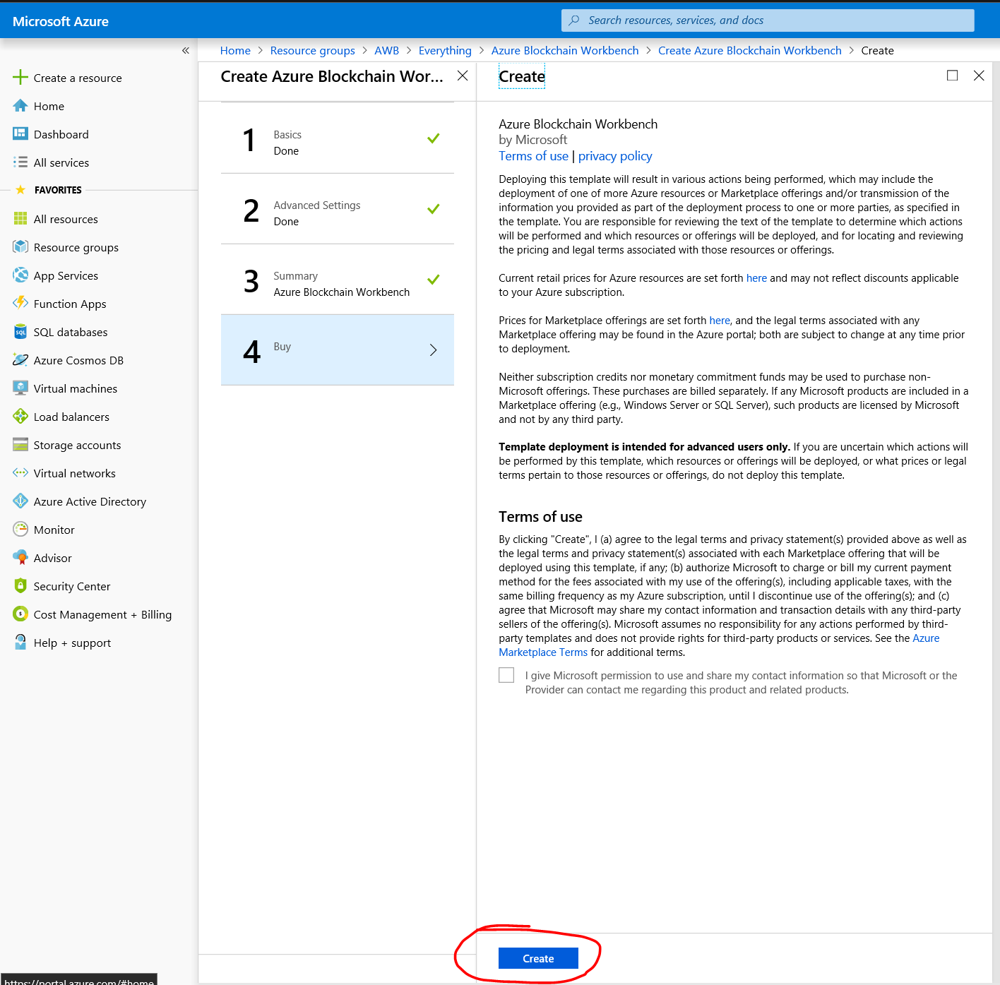 Microsoft Azure
Search resources, services, and docs
«
Home > Resource groups > AWB > Everything > Azure Blockchain Workbench > Create Azure Blockchain Workbench > Create
Create a resource
Home
Dashboard
All services
FAVORITES
All resources
Resource groups
App Services
Function Apps
SQL databases
Azure Cosmos DB
Virtual machines
Load balancers
Storage accounts
Virtual networks
Azure Active Directory
Monitor
Advisor
Security Center
Cost Management + Billing
Help + support
https://portal.azure.com/#home
Create Azure Blockchain Wor...
1
Basics
Done
2
Advanced Settings
Done
3
Summary
Azure Blockchain Workbench
4
Buy
Create
Azure Blockchain Workbench
by Microsoft
Terms of use | privacy policy
Deploying this template will result in various actions being performed, which may include the
deployment of one of more Azure resources or Marketplace offerings and/or transmission of the
information you provided as part of the deployment process to one or more parties, as specified in
the template. You are responsible for reviewing the text of the template to determine which actions
will be performed and which resources or offerings will be deployed, and for locating and reviewing
the pricing and legal terms associated with those resources or offerings.
Current retail prices for Azure resources are set forth here and may not reflect discounts applicable
to your Azure subscription.
Prices for Marketplace offerings are set forth here, and the legal terms associated with any
Marketplace offering may be found in the Azure portal; both are subject to change at any time prior
to deployment.
Neither subscription credits nor monetary commitment funds may be used to purchase non-
Microsoft offerings. These purchases are billed separately. If any Microsoft products are included in a
Marketplace offering (e.g., Windows Server or SQL Server), such products are licensed by Microsoft
and not by any third party.
Template deployment is intended for advanced users only. If you are uncertain which actions will
be performed by this template, which resources or offerings will be deployed, or what prices or legal
terms pertain to those resources or offerings, do not deploy this template.
Terms of use
By clicking "Create", I (a) agree to the legal terms and privacy statement(s) provided above as well as
the legal terms and privacy statement(s) associated with each Marketplace offering that will be
deployed using this template, if any; (b) authorize Microsoft to charge or bill my current payment
method for the fees associated with my use of the offering(s), including applicable taxes, with the
same billing frequency as my Azure subscription, until I discontinue use of the offering(s); and (c)
agree that Microsoft may share my contact information and transaction details with any third-party
sellers of the offering(s). Microsoft assumes no responsibility for any actions performed by third-
party templates and does not provide rights for third-party products or services. See the Azure
Marketplace Terms for additional terms.
I give Microsoft permission to use and share my contact information so that Microsoft or the
Provider can contact me regarding this product and related products.
Create